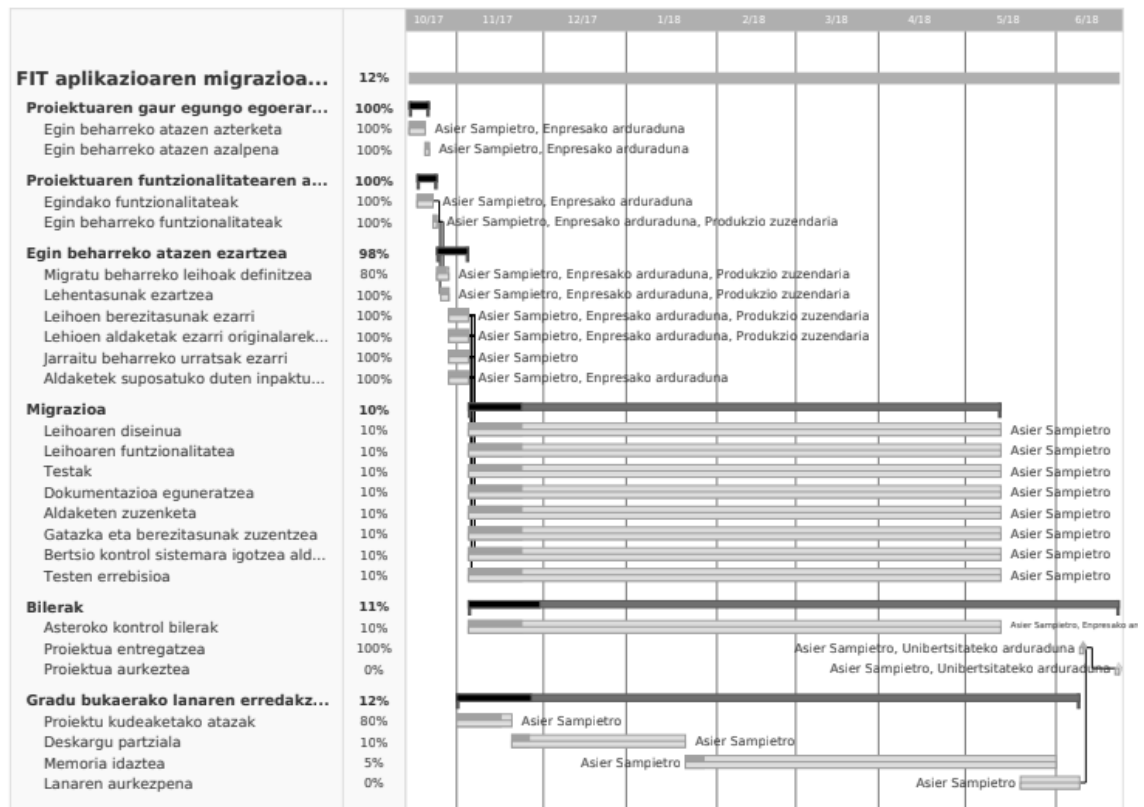 10/17 11/17 12/17 1/18 2/18 3/18 4/18 5/18 6/18
FIT aplikazioaren migrazioa... 12%
Proiektuaren gaur egungo egoerar... 100%
Egin beharreko atazen azterketa 100% Asier Sampietro, Enpresako arduraduna
Egin beharreko atazen azalpena 100% Asier Sampietro, Enpresako arduraduna
Proiektuaren funtzionalitatearen a... 100%
Egindako funtzionalitateak 100% Asier Sampietro, Enpresako arduraduna
Egin beharreko funtzionalitateak 100% Asier Sampietro, Enpresako arduraduna, Produkzio zuzendaria
Egin beharreko atazen ezartzea 98%
Migratu beharreko leihoak definitzea 80% Asier Sampietro, Enpresako arduraduna, Produkzio zuzendaria
Lehentasunak ezartzea 100% Asier Sampietro, Enpresako arduraduna, Produkzio zuzendaria
Leihoen berezitasunak ezarri 100% Asier Sampietro, Enpresako arduraduna, Produkzio zuzendaria
Lehioen aldaketak ezarri originalarek... 100% Asier Sampietro, Enpresako arduraduna, Produkzio zuzendaria
Jarraitu beharreko urratsak ezarri 100% Asier Sampietro
Aldaketek suposatuko duten inpaktu... 100% Asier Sampietro, Enpresako arduraduna
Migrazioa 10%
Leihoaren diseinua 10% Asier Sampietro
Leihoaren funtzionalitatea 10% Asier Sampietro
Testak 10% Asier Sampietro
Dokumentazioa eguneratzea 10% Asier Sampietro
Aldaketen zuzenketa 10% Asier Sampietro
Gatazka eta berezitasunak zuzentzea 10% Asier Sampietro
Bertsio kontrol sistemara igotzea ald... 10% Asier Sampietro
Testen errebisioa 10% Asier Sampietro
Bilerak 11%
Asteroko kontrol bilerak 10% Asier Sampietro, Enpresako ar
Proiektua entregatzea 100% Asier Sampietro, Unibertsitateko arduraduna
Proiektua aurkeztea 0% Asier Sampietro, Unibertsitateko arduraduna
Gradu bukaerako lanaren erredakz... 12%
Proiektu kudeaketako atazak 80% Asier Sampietro
Deskargu partziala 10% Asier Sampietro
Memoria idaztea 5% Asier Sampietro
Lanaren aurkezpena 0% Asier Sampietro